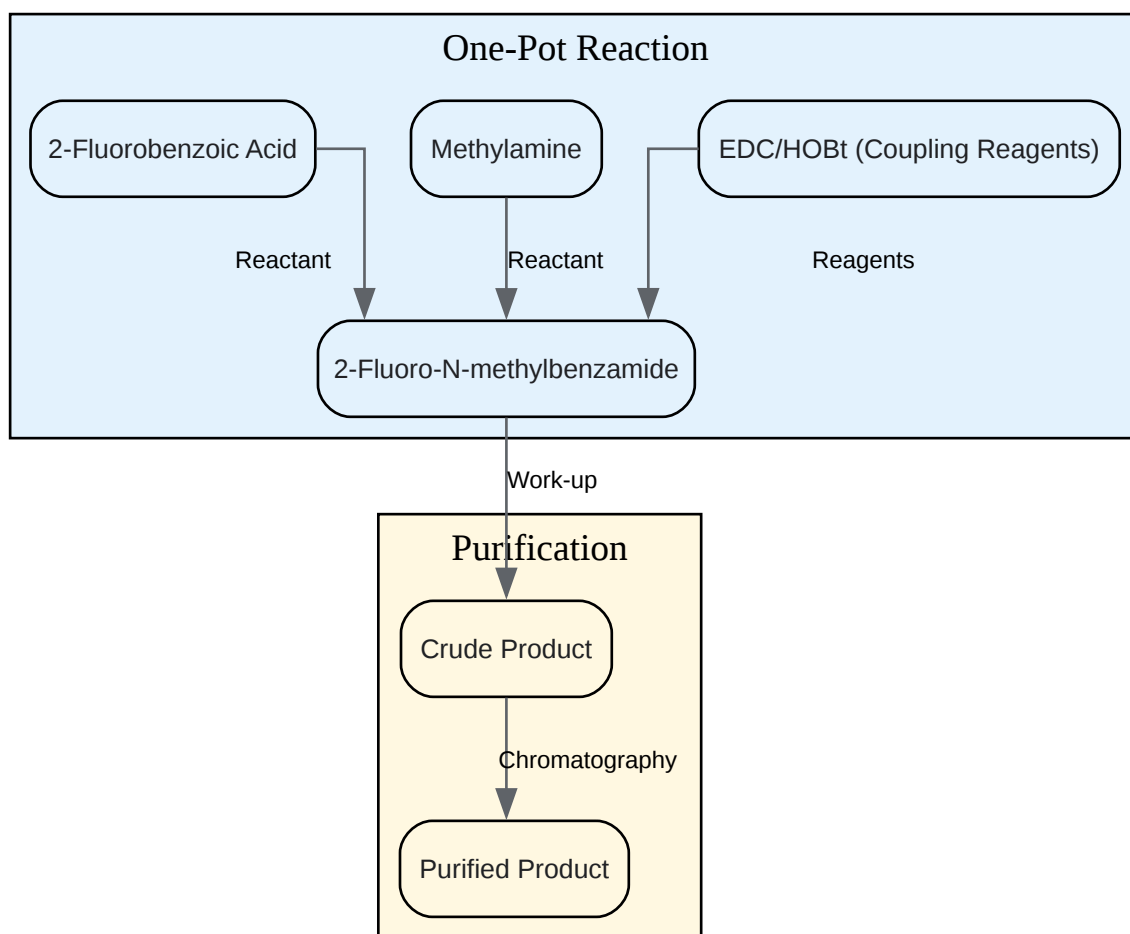 One-Pot Reaction
2-Fluorobenzoic Acid
Methylamine
EDC/HOBt (Coupling Reagents)
Reactant
Reactant
Reagents
2-Fluoro-N-methylbenzamide
Work-up
Purification
Crude Product
Chromatography
Purified Product